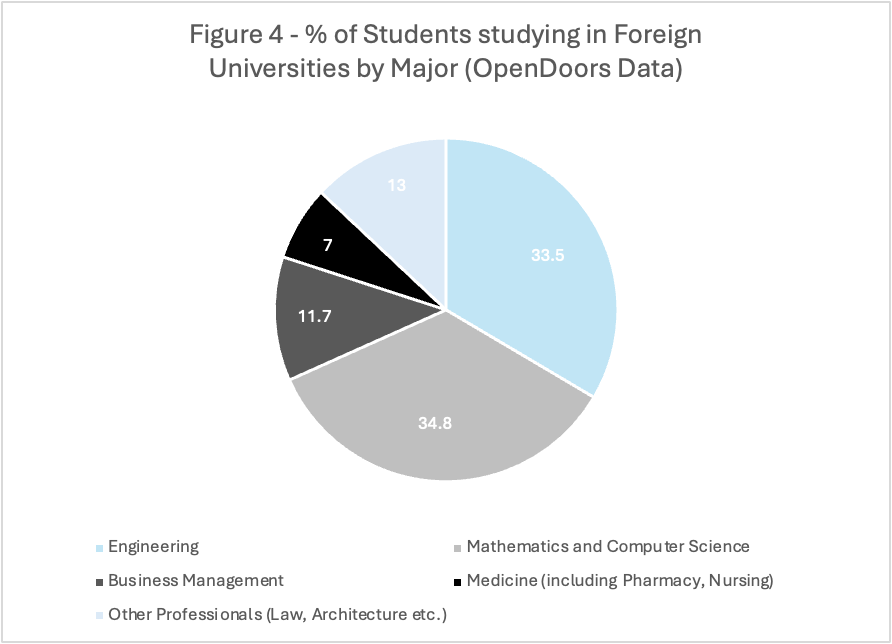 Figure 4 - % of Students studying in Foreign
Universities by Major (OpenDoors Data)
13
7
33.5
11.7
34.8
Engineering
Mathematics and Computer Science
Business Management
Medicine (including Pharmacy, Nursing)
Other Professionals (Law, Architecture etc.)